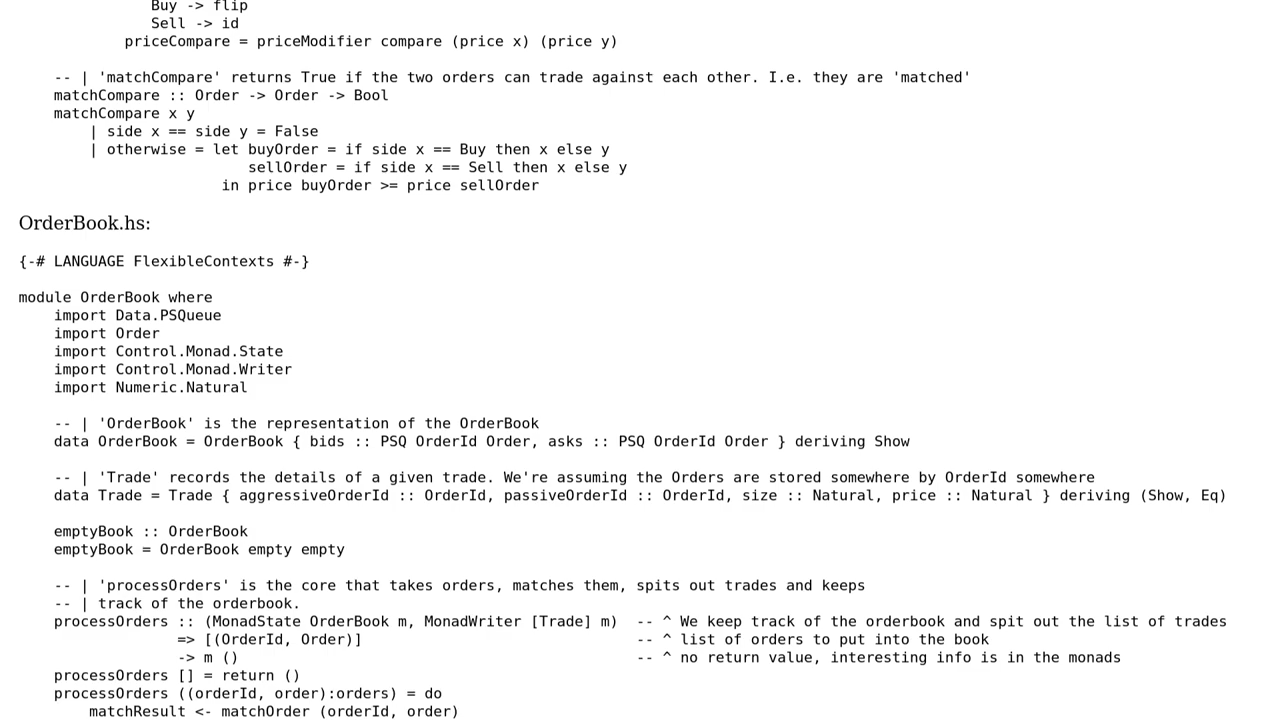 Buy -> flip
Sell -> id
priceCompare = priceModifier compare (price x) (price y)
-- | 'matchCompare' returns True if the two orders can trade against each other. I.e. they are 'matched'
matchCompare :: Order -> Order -> Bool
matchCompare x y
| side x == side y = False
| otherwise = let buyOrder = if side x == Buy then x else y
sellOrder = if side x == Sell then x else y
in price buyOrder >= price sellOrder
OrderBook.hs:
{-# LANGUAGE FlexibleContexts #-}
module OrderBook where
import Data.PSQueue
import Order
import Control.Monad.State
import Control.Monad.Writer
import Numeric.Natural
-- | 'OrderBook' is the representation of the OrderBook
data OrderBook = OrderBook { bids :: PSQ OrderId Order, asks :: PSQ OrderId Order } deriving Show
-- | 'Trade' records the details of a given trade. We're assuming the Orders are stored somewhere by OrderId somewhere
data Trade = Trade { aggressiveOrderId :: OrderId, passiveOrderId :: OrderId, size :: Natural, price :: Natural } deriving (Show, Eq)
emptyBook :: OrderBook
emptyBook = OrderBook empty empty
-- | 'processOrders' is the core that takes orders, matches them, spits out trades and keeps
-- | track of the orderbook.
processOrders :: (MonadState OrderBook m, MonadWriter [Trade] m)  -- ^ We keep track of the orderbook and spit out the list of trades
=> [(OrderId, Order)]                               -- ^ list of orders to put into the book
-> m ()                                             -- ^ no return value, interesting info is in the monads
processOrders [] = return ()
processOrders ((orderId, order):orders) = do
matchResult <- matchOrder (orderId, order)